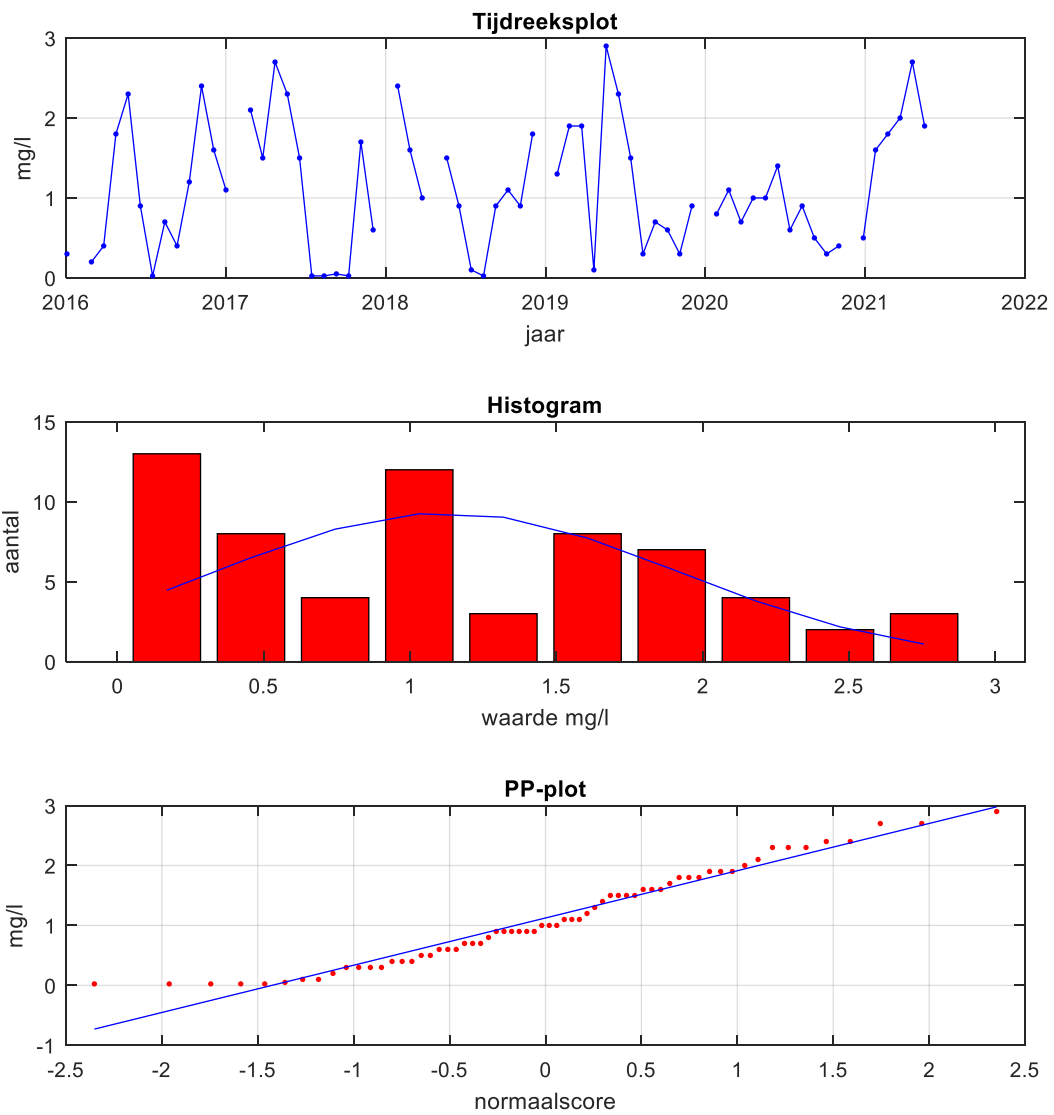 Tijdreeksplot
3
2
1
0
mg/l
2016 2017 2018 2019 2020 2021 2022
jaar
Histogram
15
10
5
0
aantal
0 0.5 1 1.5 2 2.5 3
waarde mg/l
PP-plot
3
2
1
0
-1
mg/l
-2.5 -2 -1.5 -1 -0.5 0 0.5 1 1.5 2 2.5
normaalscore